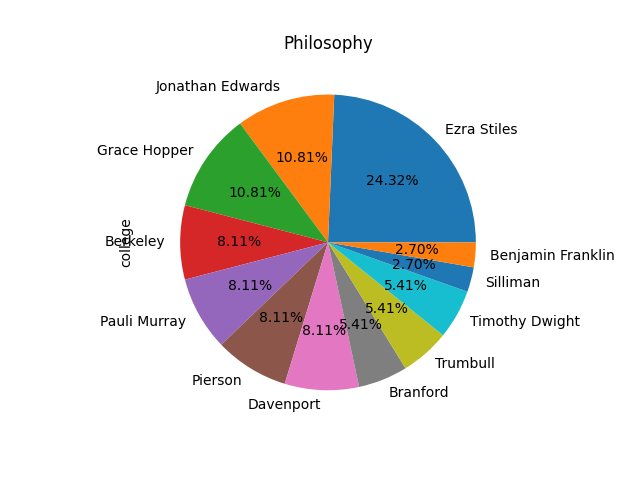 Philosophy
Jonathan Edwards
Ezra Stiles
Grace Hopper
10.81%
24.32%
10.81%
college
Berkeley
8.11%
2.70%
Benjamin Franklin
2.70%
Silliman
8.11%
5.41%
Pauli Murray
8.11%
5.41%
Timothy Dwight
8.11%
5.41%
Trumbull
Pierson
Branford
Davenport